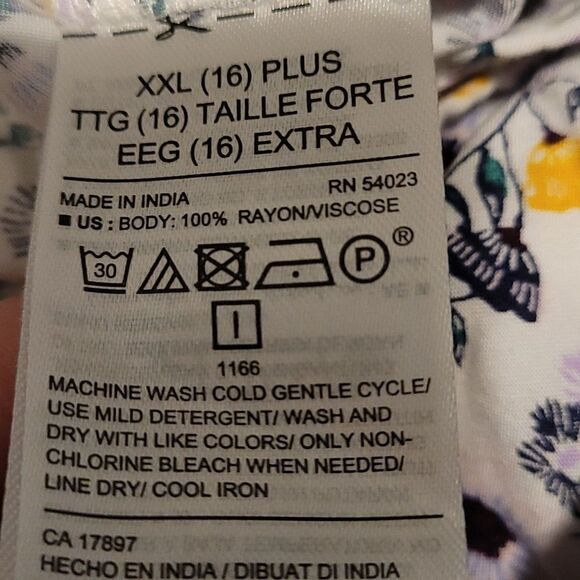 XXL (16) PLUS
TTG (16) TAILLE FORTE
EEG (16) EXTRA
MADE IN INDIA RN 54023
US : BODY: 100% RAYON/VISCOSE
30 P ®
1166
MACHINE WASH COLD GENTLE CYCLE/
USE MILD DETERGENT/ WASH AND
DRY WITH LIKE COLORS/ ONLY NON-
CHLORINE BLEACH WHEN NEEDED/
LINE DRY/ COOL IRON
CA 17897
HECHO EN INDIA / DIBUAT DI INDIA